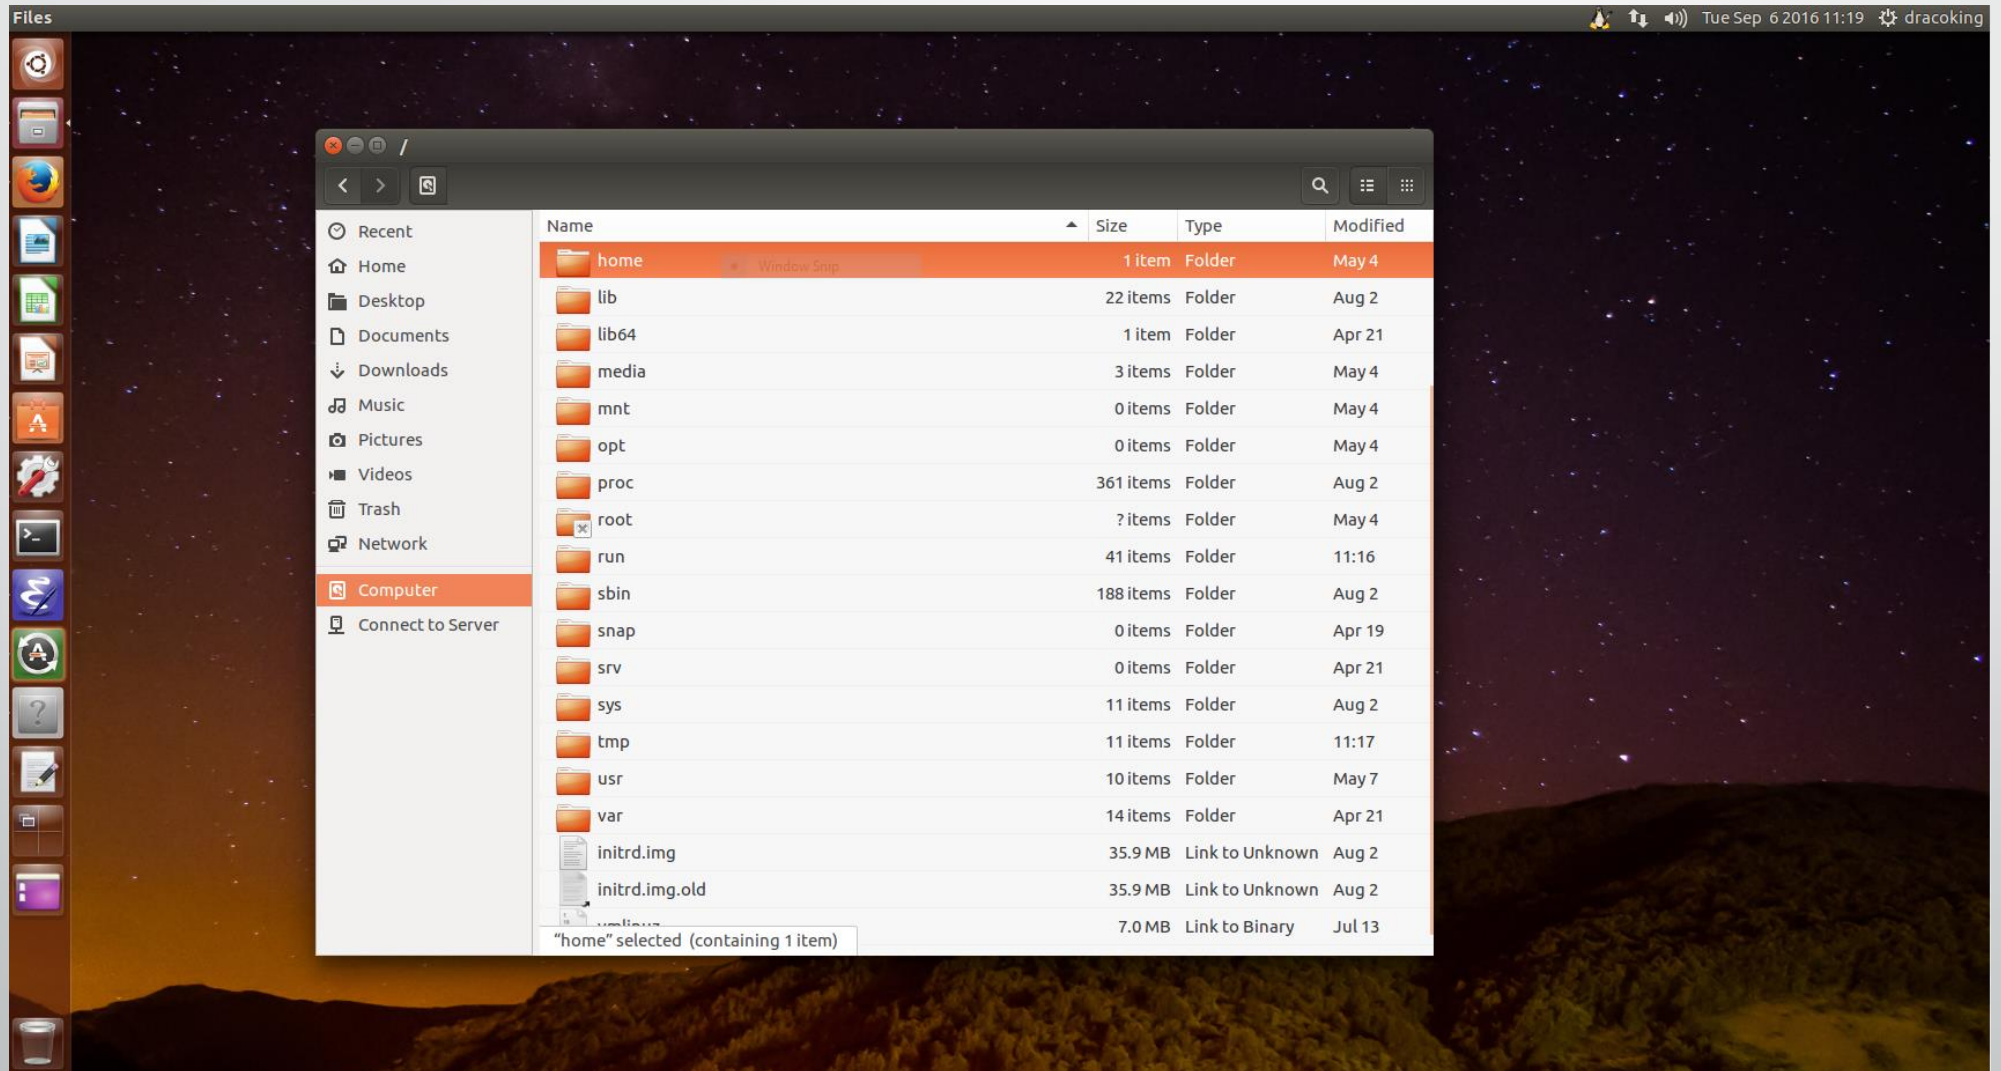 Files
Tue Sep 6 2016 11:19 dracoking
/
Recent
Home
Desktop
Documents
Downloads
Music
Pictures
Videos
Trash
Network
Computer
Connect to Server
Name Size Type Modified
home 1 item Folder May 4
Window Snip
lib 22 items Folder Aug 2
lib64 1 item Folder Apr 21
media 3 items Folder May 4
mnt 0 items Folder May 4
opt 0 items Folder May 4
proc 361 items Folder Aug 2
root ? items Folder May 4
run 41 items Folder 11:16
sbin 188 items Folder Aug 2
snap 0 items Folder Apr 19
srv 0 items Folder Apr 21
sys 11 items Folder Aug 2
tmp 11 items Folder 11:17
usr 10 items Folder May 7
var 14 items Folder Apr 21
initrd.img 35.9 MB Link to Unknown Aug 2
initrd.img.old 35.9 MB Link to Unknown Aug 2
vmlinuz 7.0 MB Link to Binary Jul 13
“home” selected (containing 1 item)